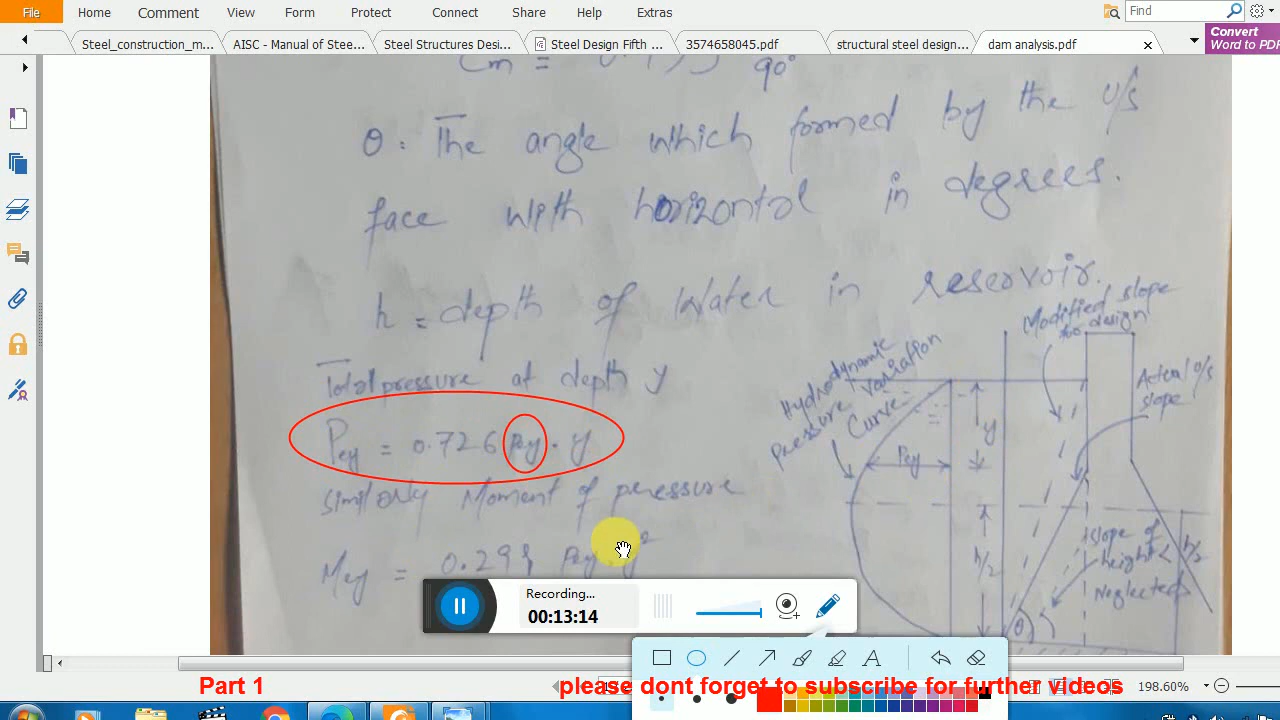 File Home Comment View Form Protect Connect Share Help Extras
Find
Steel_construction_m... AISC - Manual of Stee... Steel Structures Desi... Steel Design Fifth ... 3574658045.pdf structural steel design... dam analysis.pdf
Convert
Word to PDF
Cm =
90°
θ. The angle which formed by the U/s
face with horizontal in degrees.
h = depth of Water in reservoir.
Total pressure at depth y
Pey = 0.726 Pey . y
Similarly Moment of pressure
Mey = 0.299 Pey y²
Hydrodynamic
Pressure variation
Curve
Pey
y
h/2
Modified slope
to design
Actual U/s
slope
slope of
height <
Neglected
h/2
θ
Recording...
00:13:14
Part 1
please dont forget to subscribe for further videos
198.60%